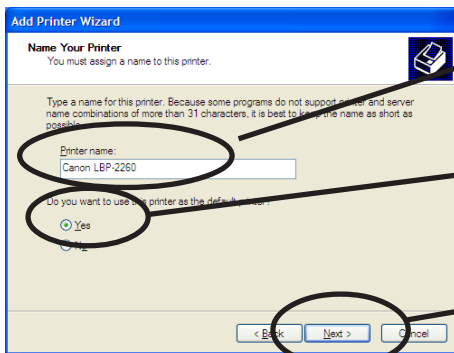 Add Printer Wizard
Name Your Printer
You must assign a name to this printer.
Type a name for this printer. Because some programs do not support printer and server
name combinations of more than 31 characters, it is best to keep the name as short as
possible.
Printer name:
Canon LBP-2260
Do you want to use this printer as the default printer?
Yes
No
< Back
Next >
Cancel